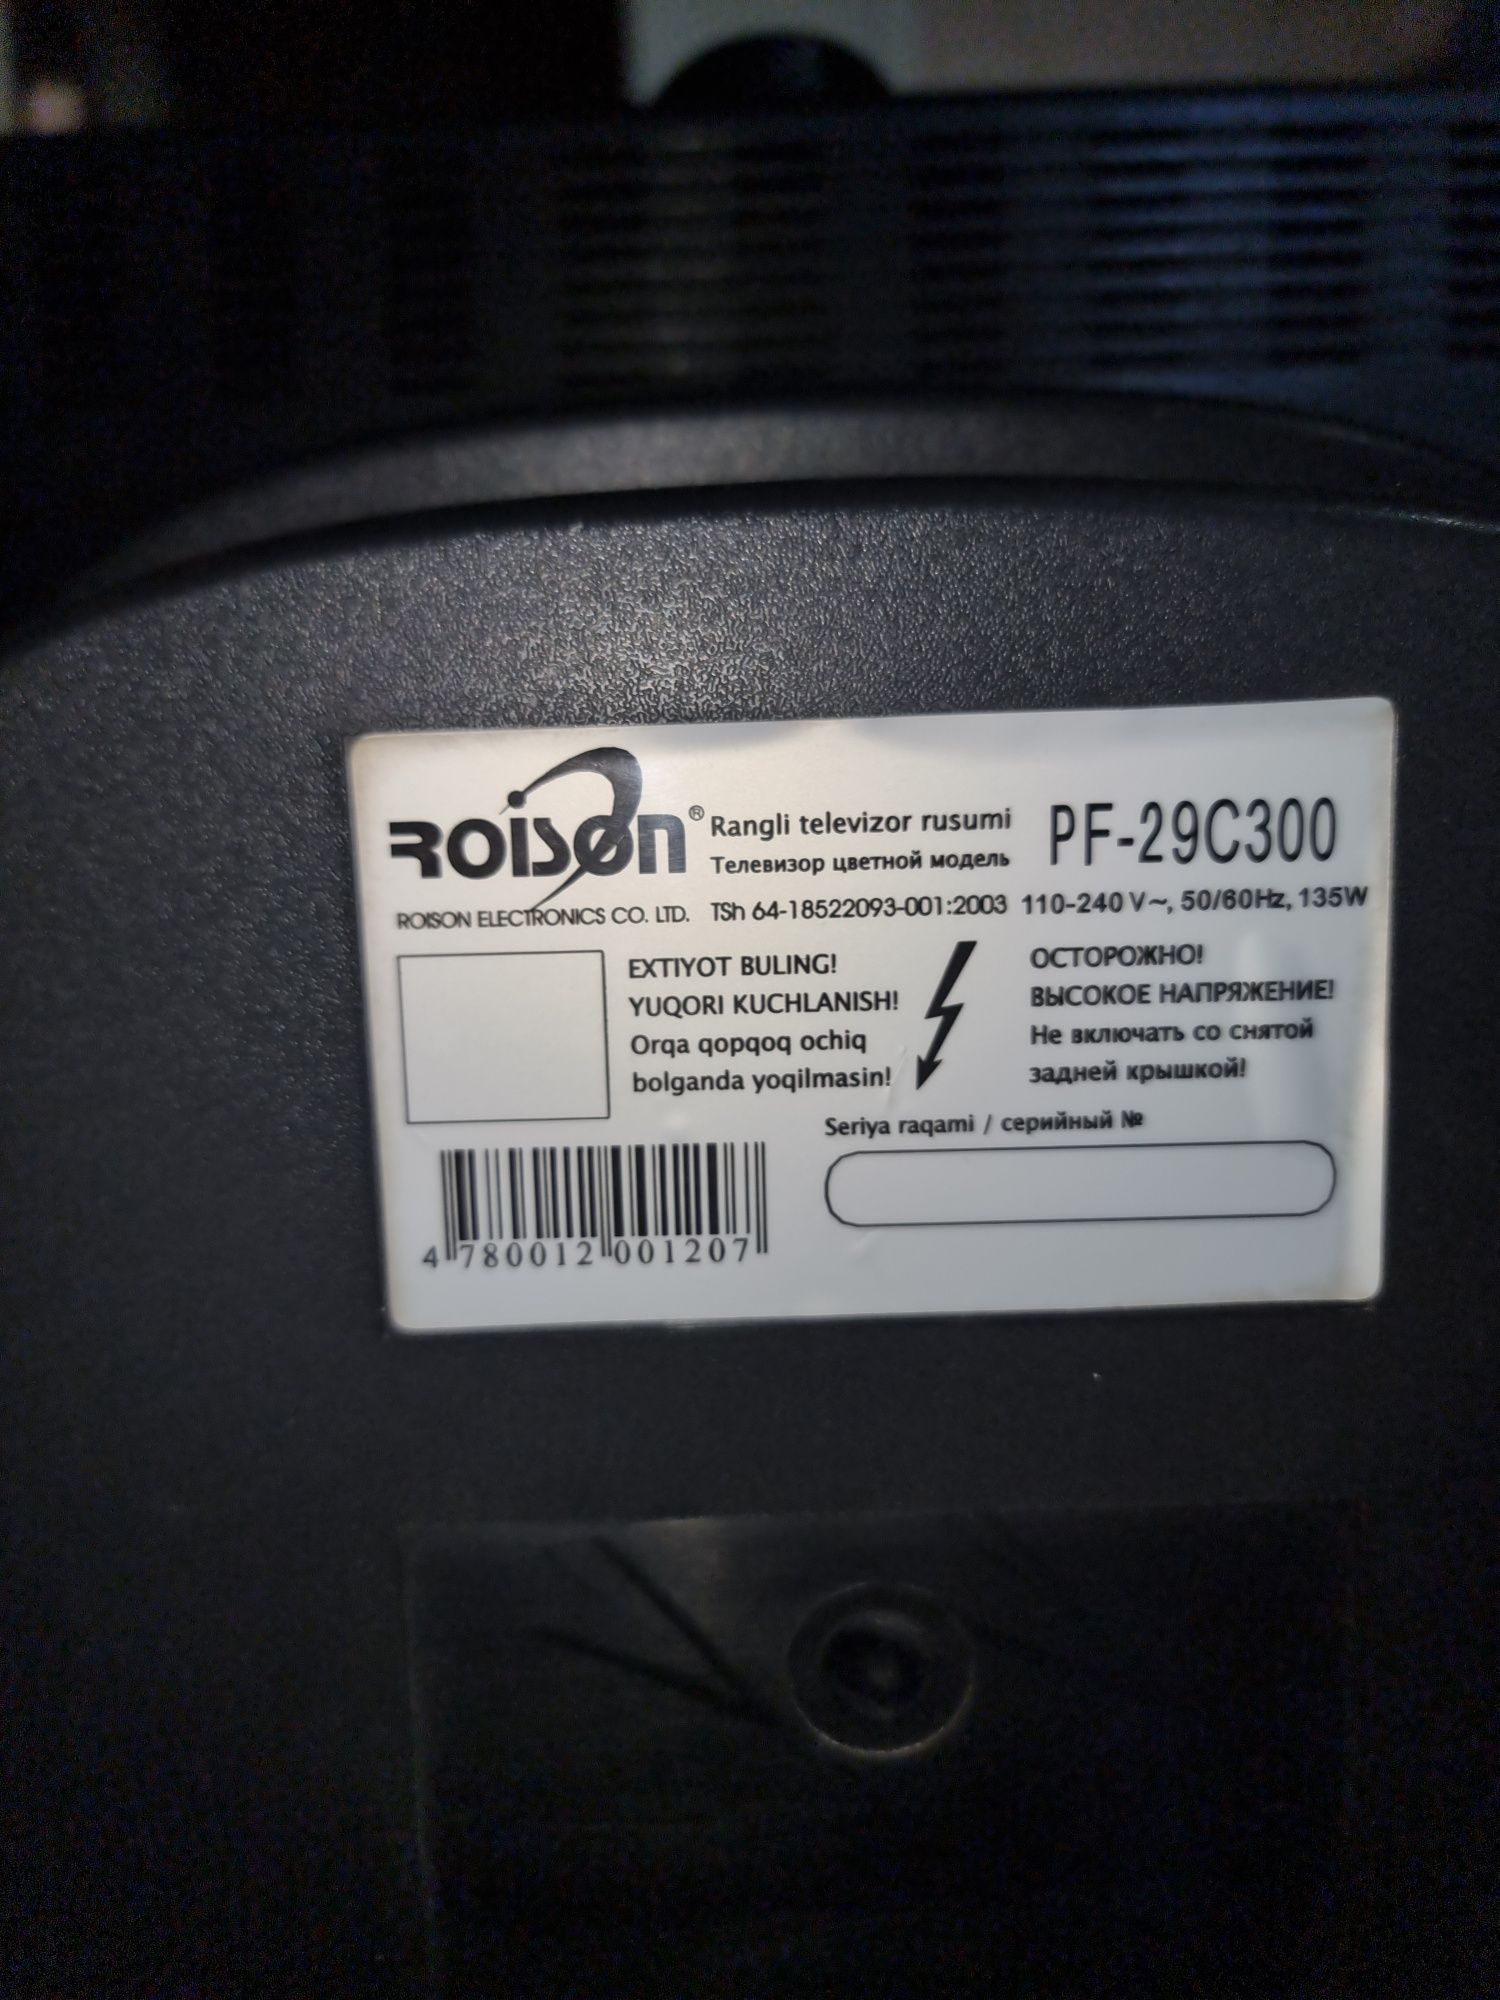 ROISON® Rangli televizor rusumi PF-29C300
Телевизор цветной модель
ROISON ELECTRONICS CO. LTD. TSh 64-18522093-001:2003 110-240 V~, 50/60Hz, 135W
EXTIYOT BULING!
YUQORI KUCHLANISH!
Orqa qopqoq ochiq
bolganda yoqilmasin!
ОСТОРОЖНО!
ВЫСОКОЕ НАПРЯЖЕНИЕ!
Не включать со снятой
задней крышкой!
Seriya raqami / серийный №
4 780012 001207